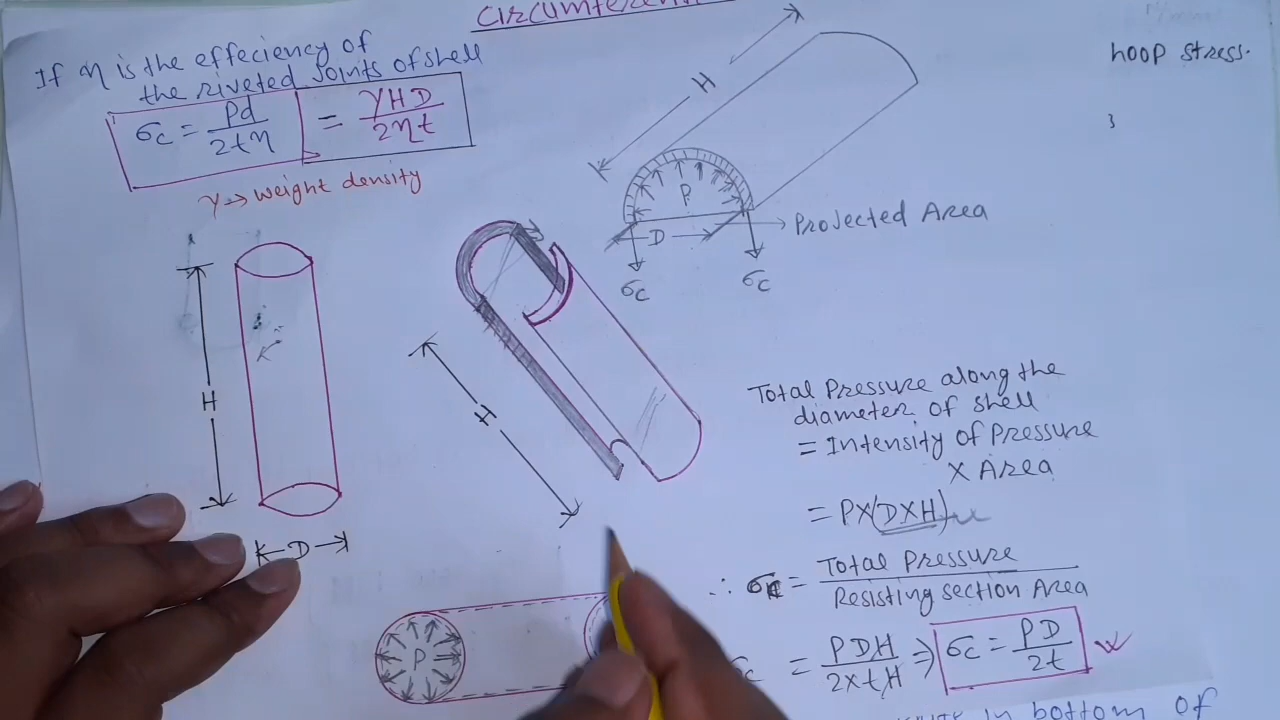 If η is the effeciency of
the riveted Joints of shell
σc = Pd/2tη = γHD/2ηt
γ→ weight density
hoop stress.
H
P
D
Projected Area
σc
σc
H
K D
H
P
Total Pressure along the
diameter of shell
= Intensity of Pressure
× Area
= P×(D×H)
∴ σc = Total Pressure/Resisting section Area
= PDH/2×t×H ⇒ σc = PD/2t
in bottom of